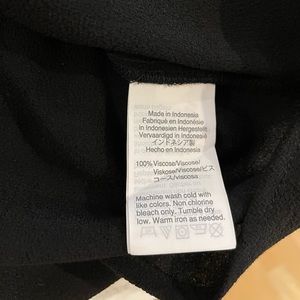 Made in Indonesia
Fabriqué en Indonésie
in Indonesien Hergestellt
Vervaardigd in Indonesië
インドネシア製
Hecho en Indonesia
100% Viscose/Viscose/
Viskose/Viscose/ビス
コース/viscosa
Machine wash cold with
like colors. Non chlorine
bleach only. Tumble dry
low. Warm iron as needed.